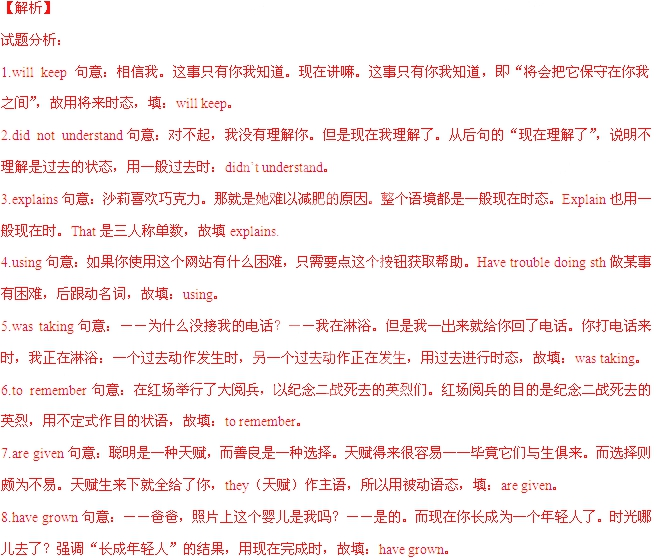 【解析】
试题分析：
1.will keep 句意：相信我。这事只有你我知道。现在讲嘛。这事只有你我知道，即“将会把它保守在你我
之间”，故用将来时态，填：will keep。
2.did not understand 句意：对不起，我没有理解你。但是现在我理解了。从后句的“现在理解了”，说明不
理解是过去的状态，用一般过去时：didn’t understand。
3.explains 句意：沙莉喜欢巧克力。那就是她难以减肥的原因。整个语境都是一般现在时态。Explain 也用一
般现在时。That 是三人称单数，故填 explains.
4.using 句意：如果你使用这个网站有什么困难，只需要点这个按钮获取帮助。Have trouble doing sth 做某事
有困难，后跟动名词，故填：using。
5.was taking 句意：－－为什么没接我的电话？－－我在淋浴。但是我一出来就给你回了电话。你打电话来
时，我正在淋浴：一个过去动作发生时，另一个过去动作正在发生，用过去进行时态，故填：was taking。
6.to remember 句意：在红场举行了大阅兵，以纪念二战死去的英烈们。红场阅兵的目的是纪念二战死去的
英烈，用不定式作目的状语，故填：to remember。
7.are given 句意：聪明是一种天赋，而善良是一种选择。天赋得来很容易－－毕竟它们与生俱来。而选择则
颇为不易。天赋生来下就全给了你，they（天赋）作主语，所以用被动语态，填：are given.
8.have grown 句意：－－爸爸，照片上这个婴儿是我吗？－－是的。而现在你长成为一个年轻人了。时光哪
儿去了？强调“长成年轻人”的结果，用现在完成时，故填：have grown。